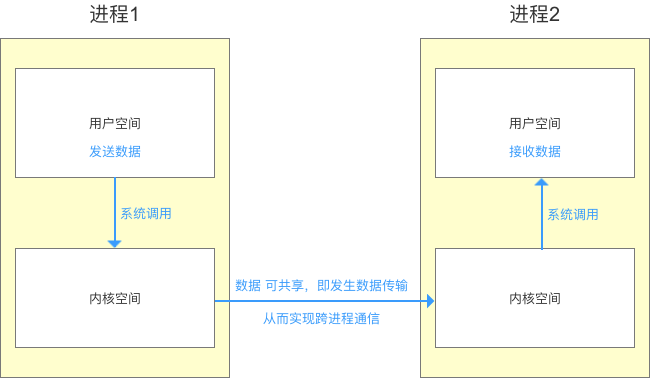 进程1
进程2
用户空间
发送数据
用户空间
接收数据
系统调用
系统调用
内核空间
数据 可共享，即发生数据传输
从而实现跨进程通信
内核空间